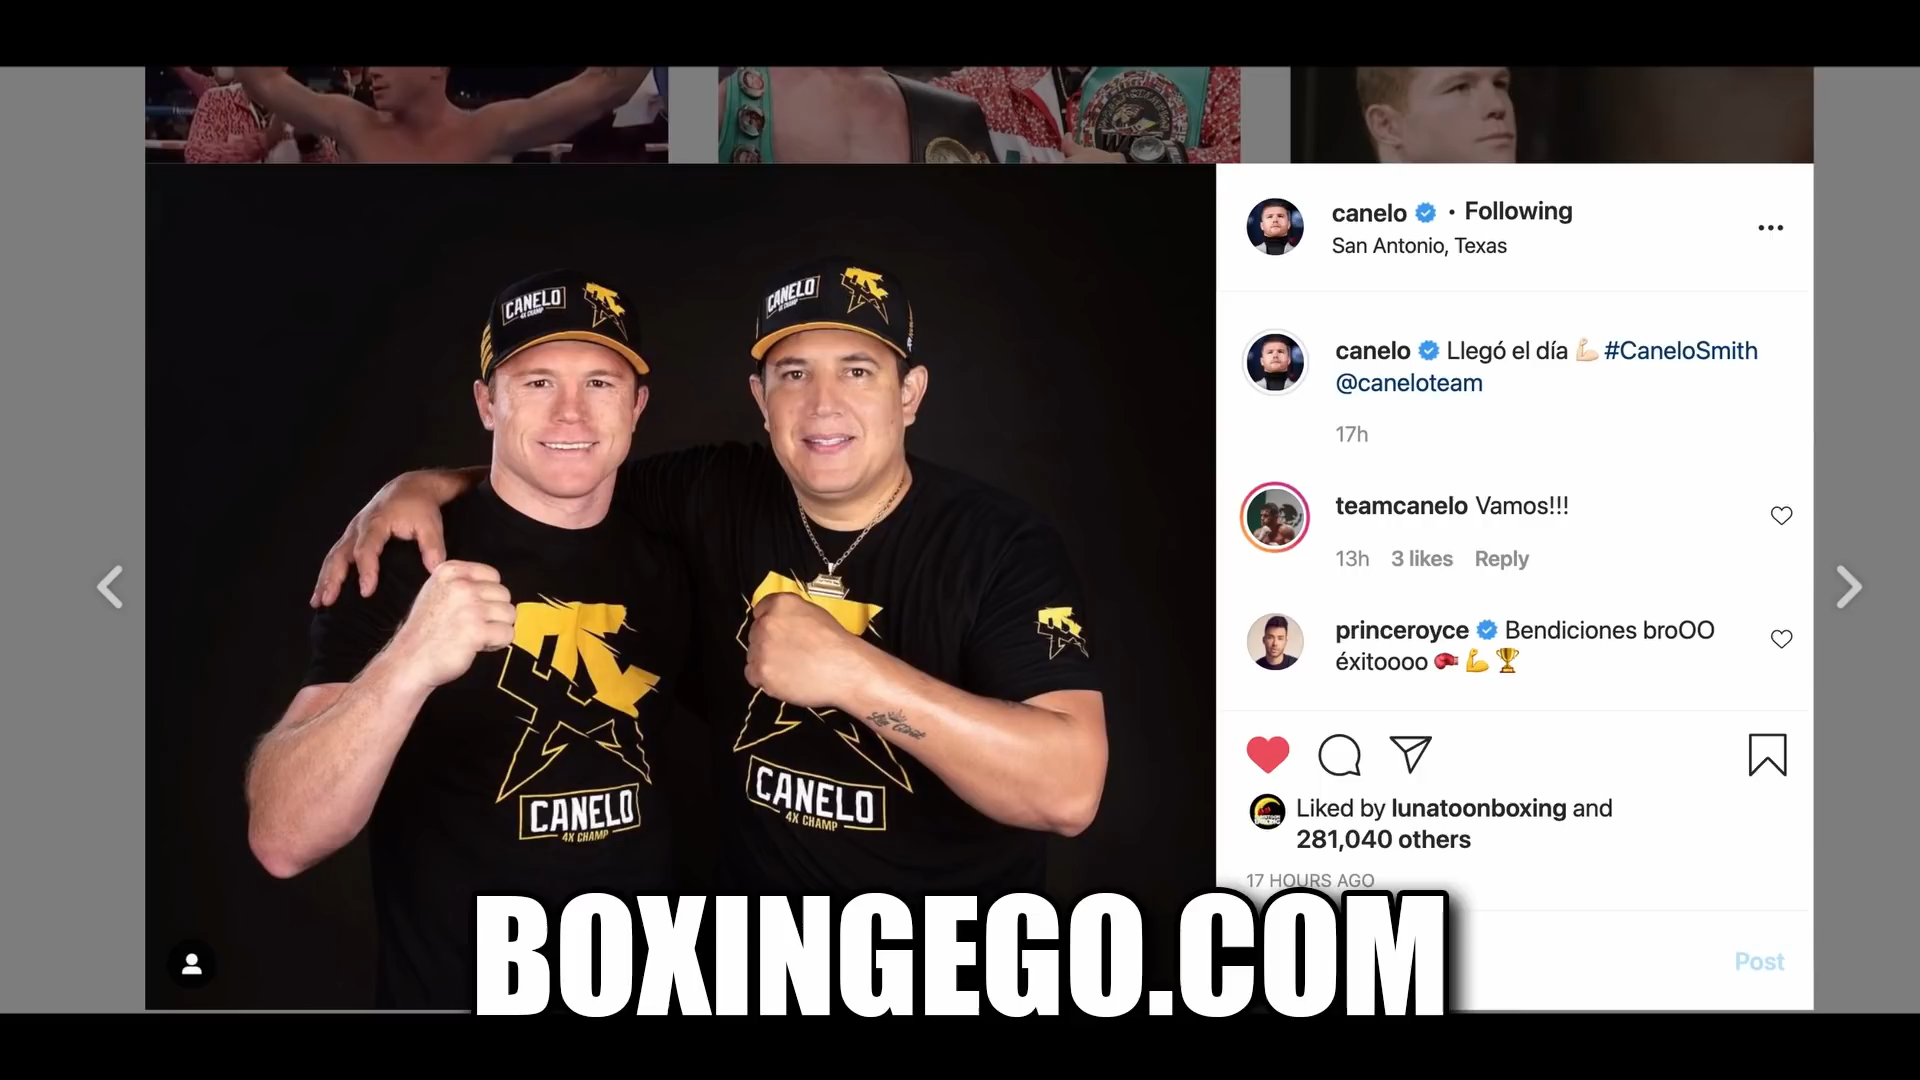 canelo • Following
San Antonio, Texas
canelo Llegó el día 💪🏻 #CaneloSmith
@caneloteam
17h
teamcanelo Vamos!!!
13h 3 likes Reply
princeroyce Bendiciones broOO
éxitoooo 🥊💪🏆
Liked by lunatoonboxing and
281,040 others
17 HOURS AGO
Post
CANELO
4X CHAMP
CANELO
CANELO
4X CHAMP
CANELO
4X CHAMP
BOXINGEGO.COM